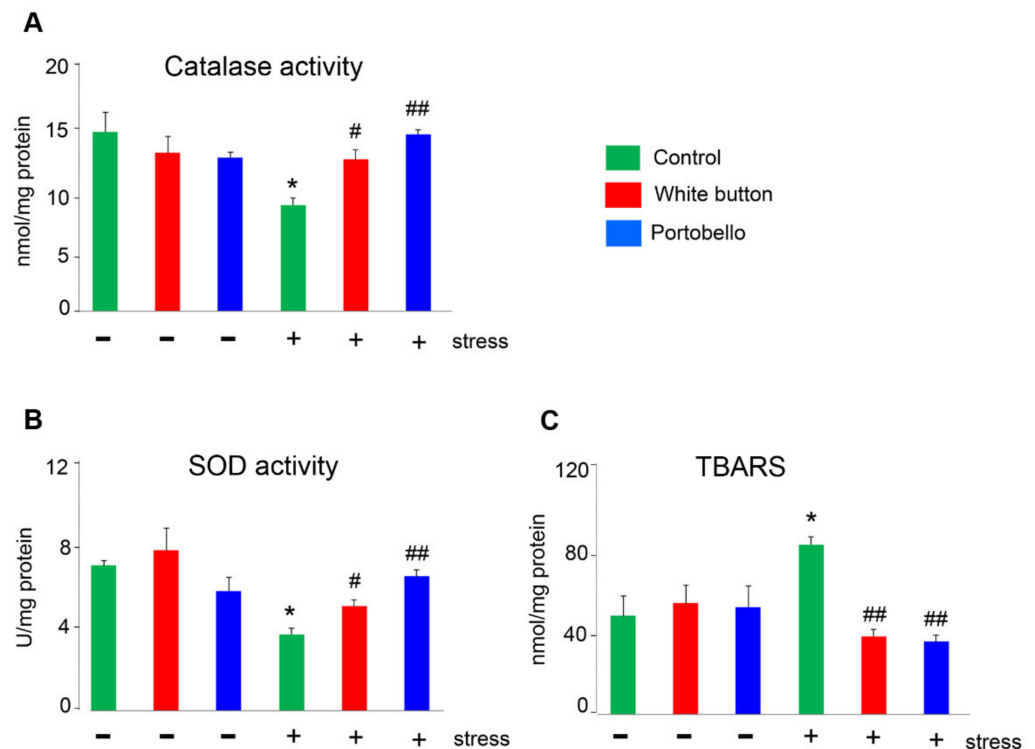 A
Catalase activity
nmol/mg protein
20
15
10
5
0
*
#
##
− − − + + + stress
Control
White button
Portobello
B
SOD activity
U/mg protein
12
8
4
0
*
#
##
− − − + + + stress
C
TBARS
nmol/mg protein
120
80
40
0
*
##
##
− − − + + + stress